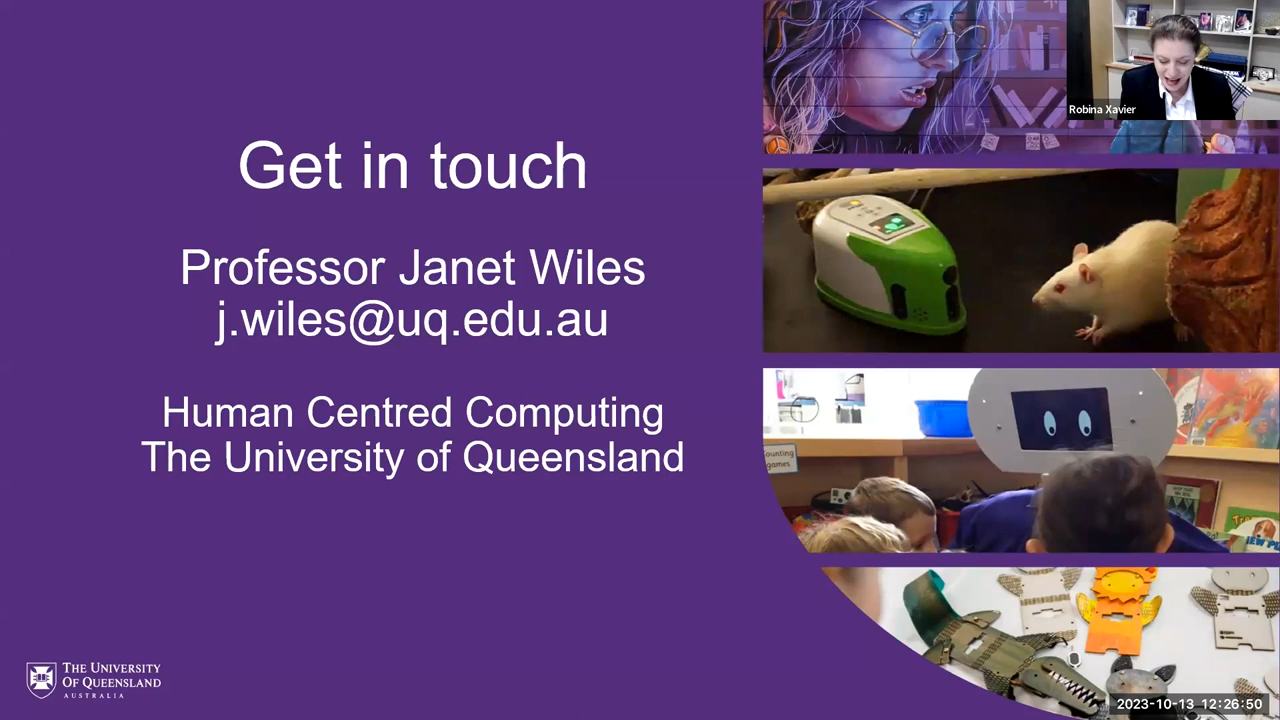 Get in touch
Professor Janet Wiles
j.wiles@uq.edu.au
Human Centred Computing
The University of Queensland
THE UNIVERSITY
OF QUEENSLAND
AUSTRALIA
Robina Xavier
ounting
games
2023-10-13 12:26:50